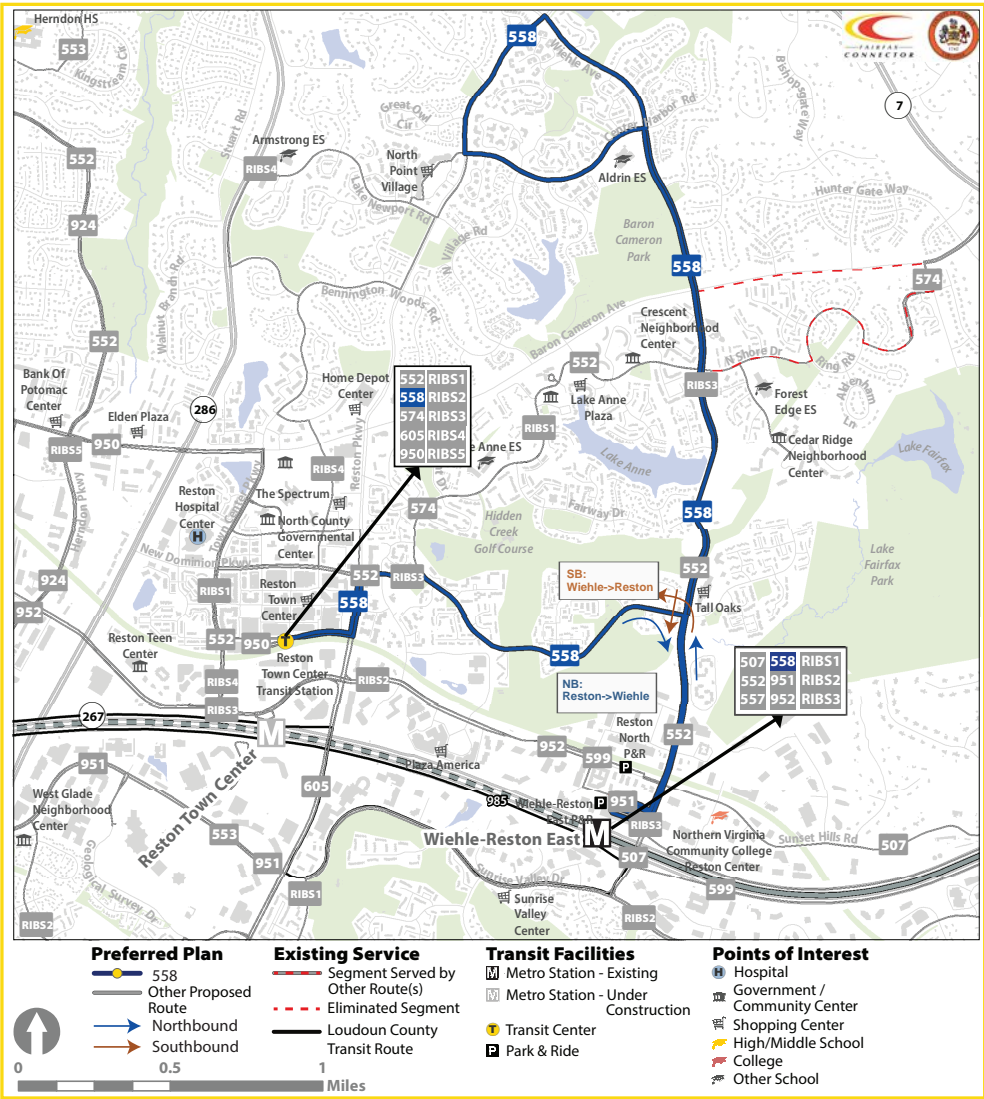 Herndon HS
553
Kingstream Cir
558
Wiehle Ave
FAIRFAX
CONNECTOR
Bishopsgate Way
7
Great Owl
Cir
Center Harbor Rd
Stuart Rd
Armstrong ES
552
RIBS4
North
Point
Village
Aldrin ES
Lake Newport Rd
Hunter Gate Way
924
N Village Rd
Baron
Cameron
Park
558
574
Walnut Branch Rd
Bennington Woods Rd
Baron Cameron Ave
Crescent
Neighborhood
Center
552
N Shore Dr
Ring Rd
552
Bank Of
Potomac
Center
Home Depot
Center
552 RIBS1
558 RIBS2
574 RIBS3
605 RIBS4
950 RIBS5
RIBS3
Lake Anne
Plaza
Forest
Edge ES
Aikenham
Ln
286
Elden Plaza
Reston Pkwy
RIBS1
950
RIBS5
e Anne ES
Cedar Ridge
Neighborhood
Center
Lake Fairfax
RIBS4
Lake Anne
Dr
Herndon Pkwy
Town Center Pkwy
Reston
Hospital
Center
H
The Spectrum
574
Fairway Dr
558
North County
Governmental
Center
Hidden
Creek
Golf Course
New Dominion Pkwy
Lake
Fairfax
Park
924
552
RIBS3
552
SB:
Wiehle->Reston
RIBS1
Reston
Town
Center
558
Tall Oaks
952
Reston Teen
Center
552
950
T
558
Reston
Town Center
Transit Station
507 558 RIBS1
552 951 RIBS2
557 952 RIBS3
RIBS4
RIBS2
NB:
Reston->Wiehle
RIBS3
267
M
Reston
North
P&R
P
552
952
599
951
Plaza America
605
985
Wiehle-Reston
East P&R
P
951
West Glade
Neighborhood
Center
Reston Town Center
RIBS3
Wiehle-Reston East
M
Northern Virginia
Community College
Reston Center
Sunset Hills Rd
507
553
507
951
Geological Survey Dr
Sunrise Valley Dr
599
RIBS1
Sunrise
Valley
Center
RIBS2
RIBS2
Preferred Plan
558
Other Proposed
Route
Northbound
Southbound
0 0.5 1
Miles
Existing Service
Segment Served by
Other Route(s)
Eliminated Segment
Loudoun County
Transit Route
Transit Facilities
M Metro Station - Existing
M Metro Station - Under
Construction
T Transit Center
P Park & Ride
Points of Interest
H Hospital
Government /
Community Center
Shopping Center
High/Middle School
College
Other School